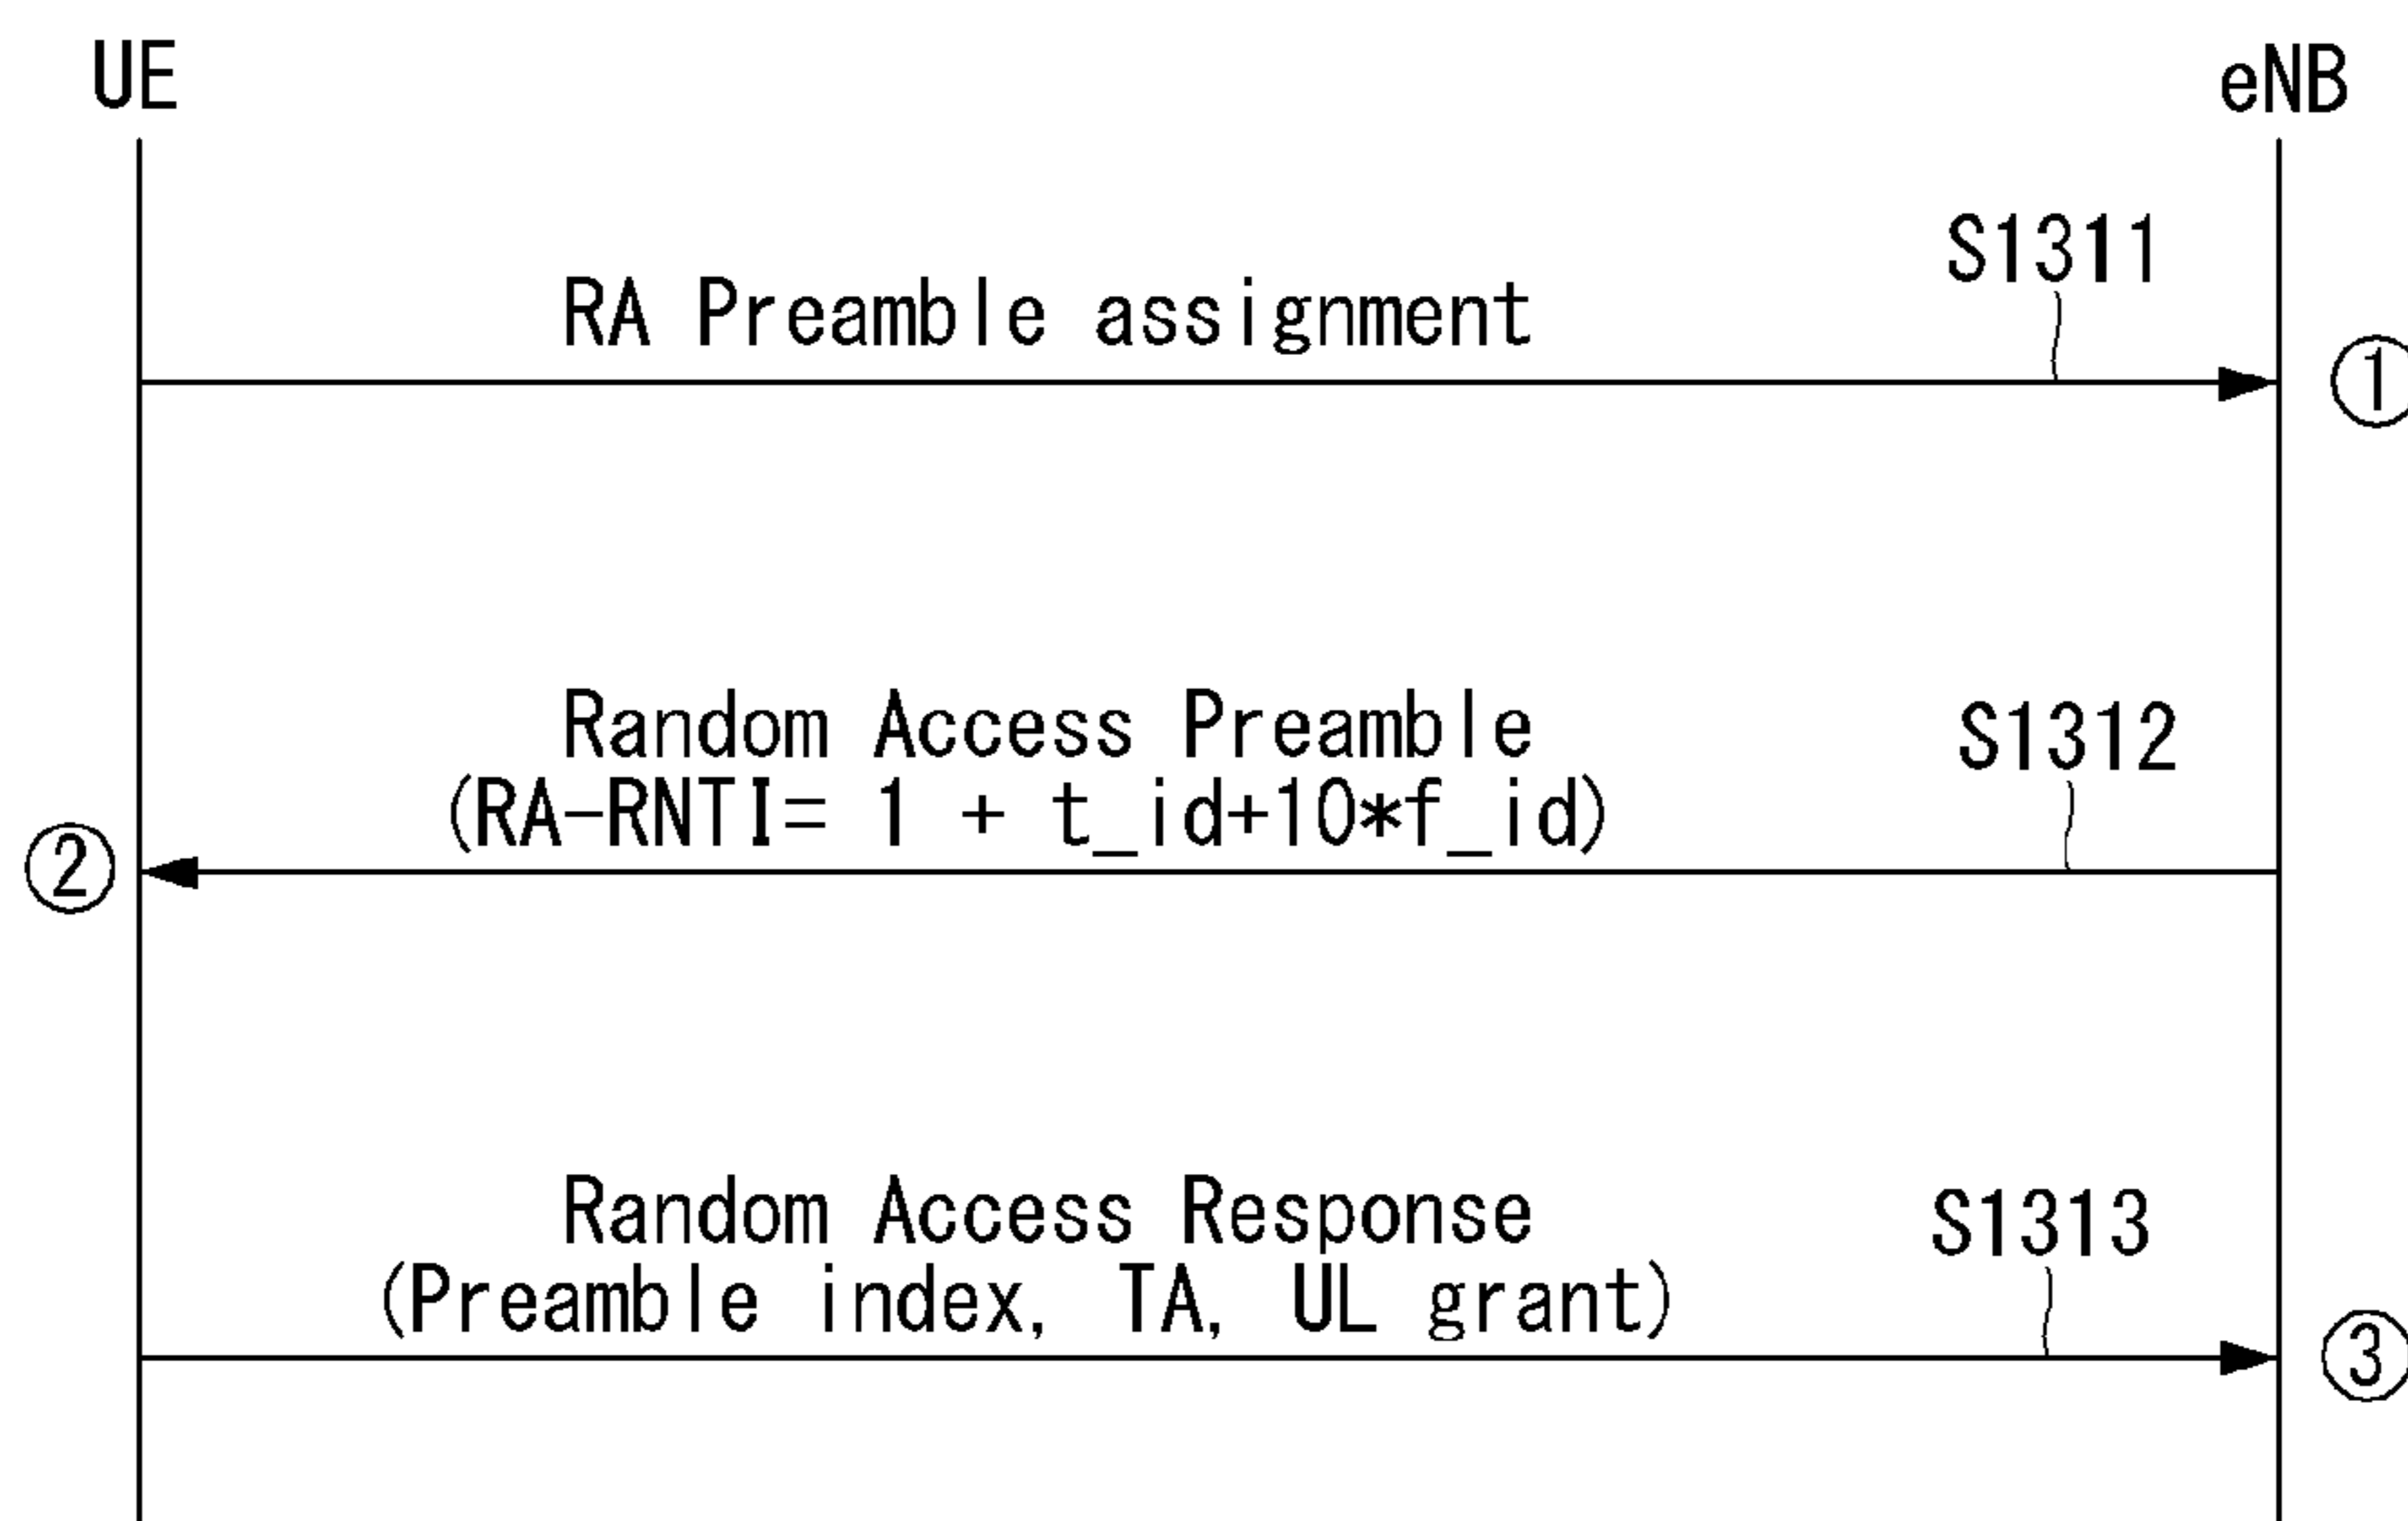 UE
eNB
S1311
RA Preamble assignment
①
S1312
Random Access Preamble
(RA-RNTI= 1 + t_id+10*f_id)
②
S1313
Random Access Response
(Preamble index, TA, UL grant)
③